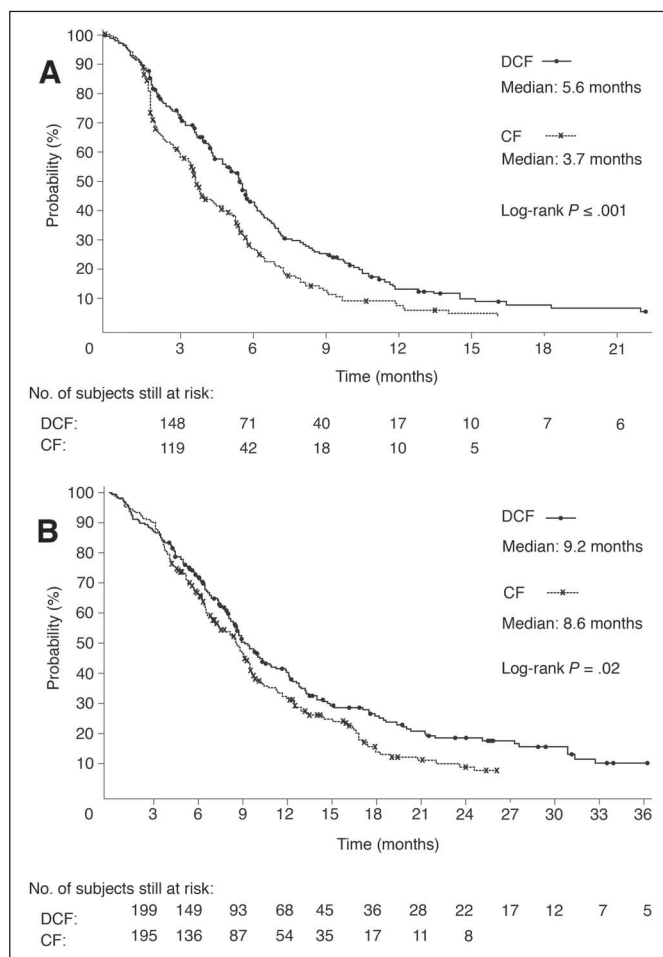 A
Probability (%)
100
90
80
70
60
50
40
30
20
10
0
3 6 9 12 15 18 21
Time (months)
DCF
Median: 5.6 months
CF
Median: 3.7 months
Log-rank P ≤ .001
No. of subjects still at risk:
DCF: 148 71 40 17 10 7 6
CF: 119 42 18 10 5
B
Probability (%)
100
90
80
70
60
50
40
30
20
10
0
3 6 9 12 15 18 21 24 27 30 33 36
Time (months)
DCF
Median: 9.2 months
CF
Median: 8.6 months
Log-rank P = .02
No. of subjects still at risk:
DCF: 199 149 93 68 45 36 28 22 17 12 7 5
CF: 195 136 87 54 35 17 11 8